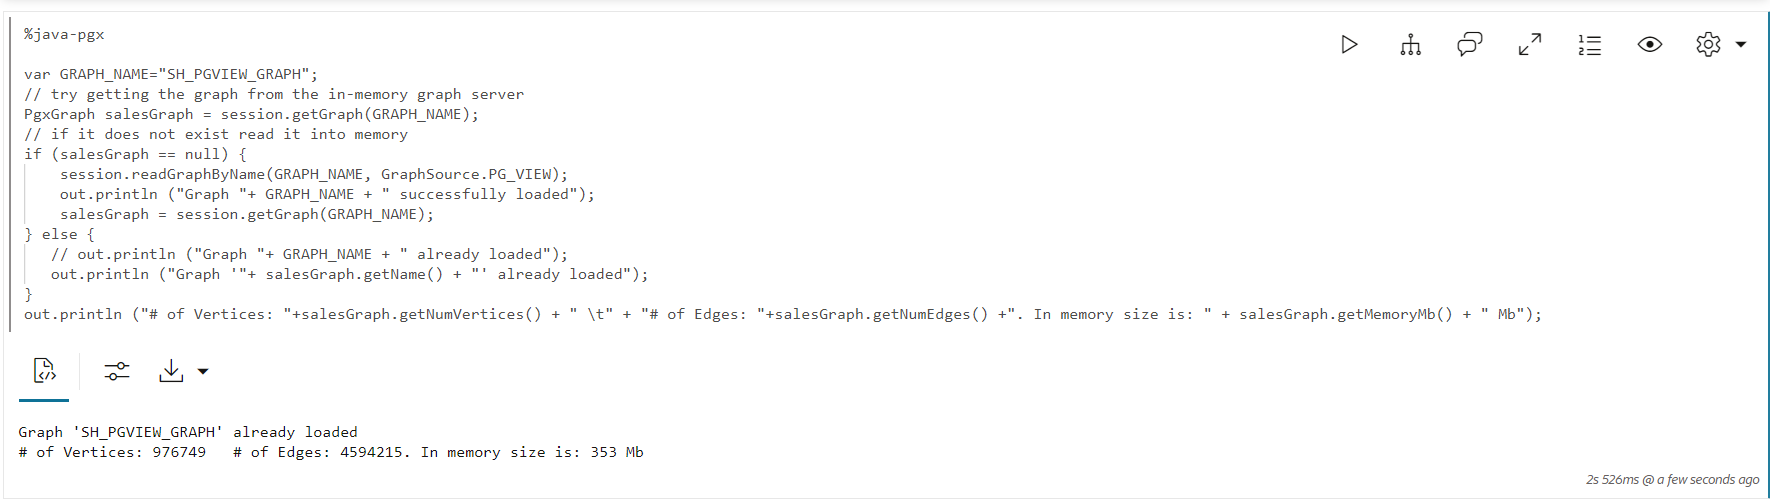 %java-pgx
var GRAPH_NAME="SH_PGVIEW_GRAPH";
// try getting the graph from the in-memory graph server
PgxGraph salesGraph = session.getGraph(GRAPH_NAME);
// if it does not exist read it into memory
if (salesGraph == null) {
    session.readGraphByName(GRAPH_NAME, GraphSource.PG_VIEW);
    out.println ("Graph "+ GRAPH_NAME + " successfully loaded");
    salesGraph = session.getGraph(GRAPH_NAME);
} else {
   // out.println ("Graph "+ GRAPH_NAME + " already loaded");
   out.println ("Graph '"+ salesGraph.getName() + "' already loaded");
}
out.println ("# of Vertices: "+salesGraph.getNumVertices() + " \t" + "# of Edges: "+salesGraph.getNumEdges() +". In memory size is: " + salesGraph.getMemoryMb() + " Mb");
Graph 'SH_PGVIEW_GRAPH' already loaded
# of Vertices: 976749   # of Edges: 4594215. In memory size is: 353 Mb
2s 526ms @ a few seconds ago